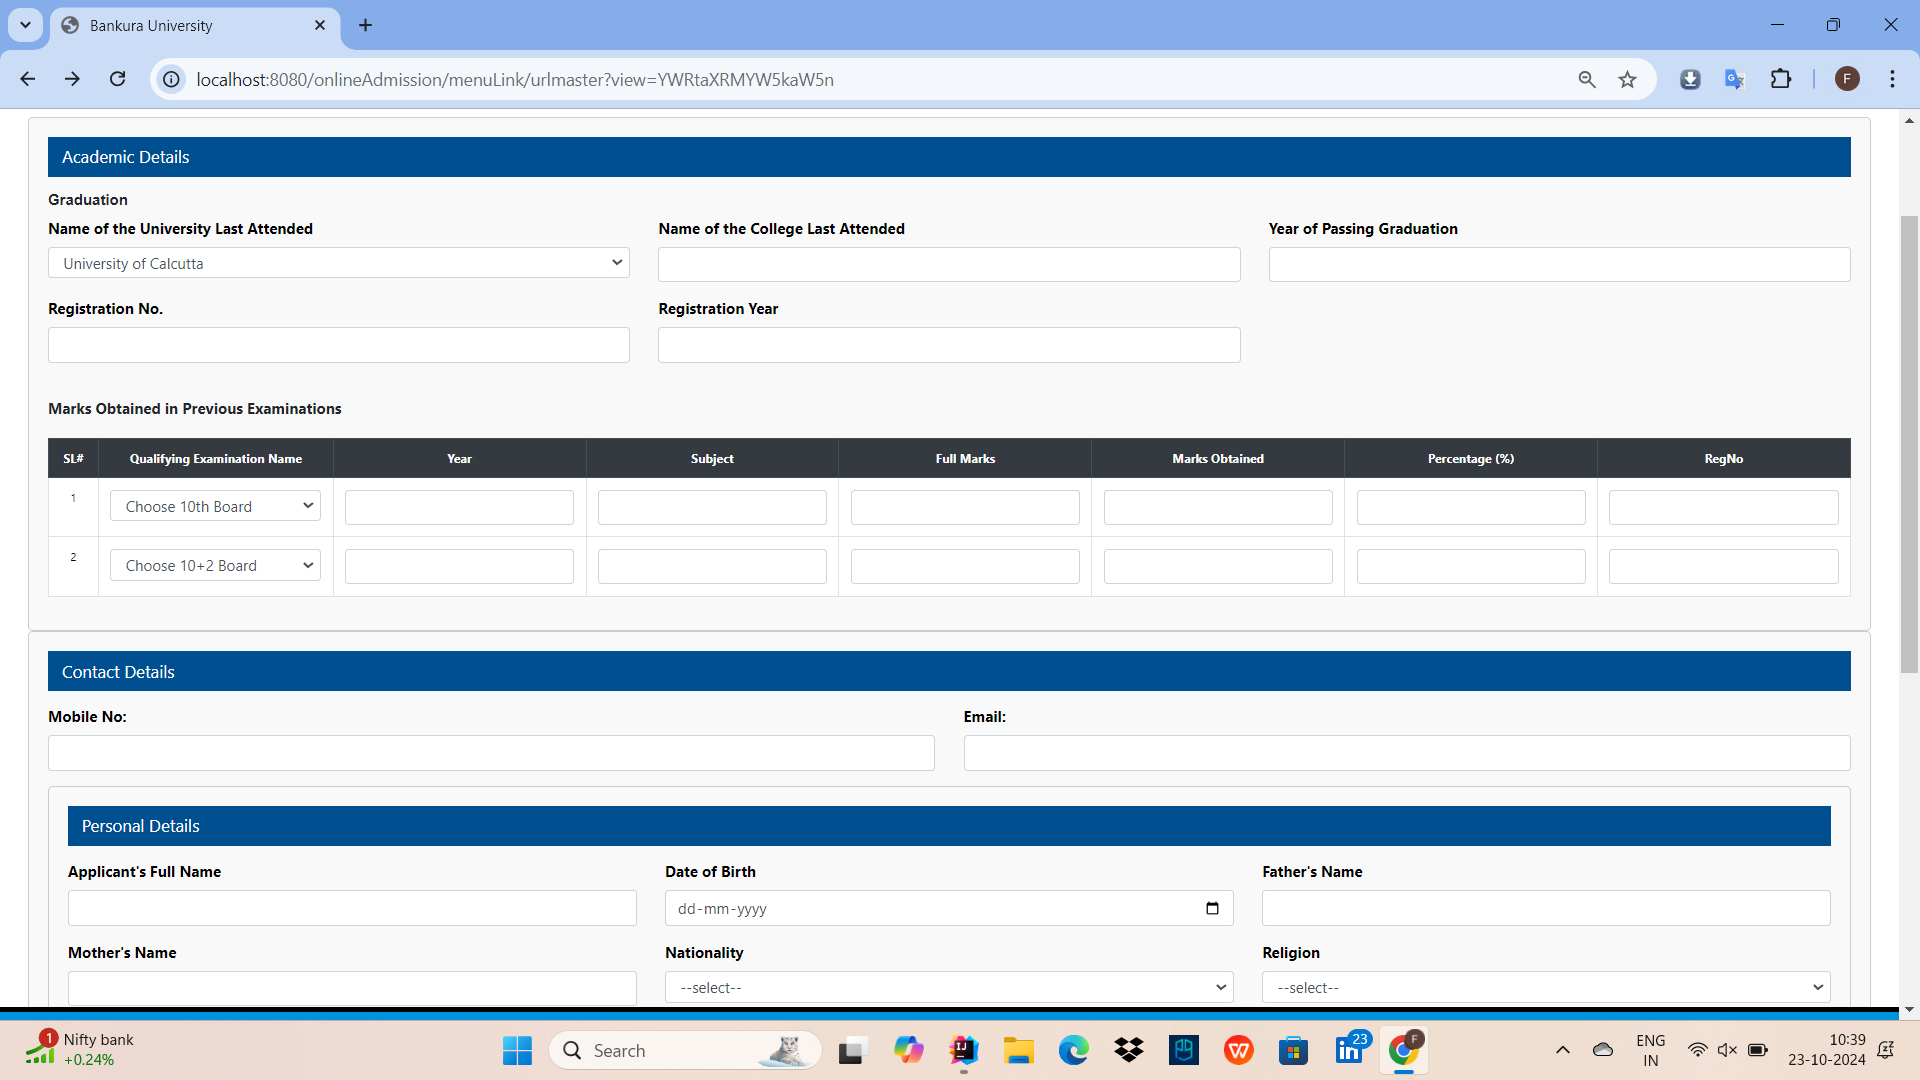 Bankura University
localhost:8080/onlineAdmission/menuLink/urlmaster?view=YWRtaXRMYW5kaW5n
F
Academic Details
Graduation
Name of the University Last Attended Name of the College Last Attended Year of Passing Graduation
University of Calcutta
Registration No. Registration Year
Marks Obtained in Previous Examinations
SL# Qualifying Examination Name Year Subject Full Marks Marks Obtained Percentage (%) RegNo
1 Choose 10th Board
2 Choose 10+2 Board
Contact Details
Mobile No: Email:
Personal Details
Applicant's Full Name Date of Birth Father's Name
dd-mm-yyyy
Mother's Name Nationality Religion
--select-- --select--
1 Nifty bank
+0.24%
Search
23
F
ENG
IN
10:39
23-10-2024